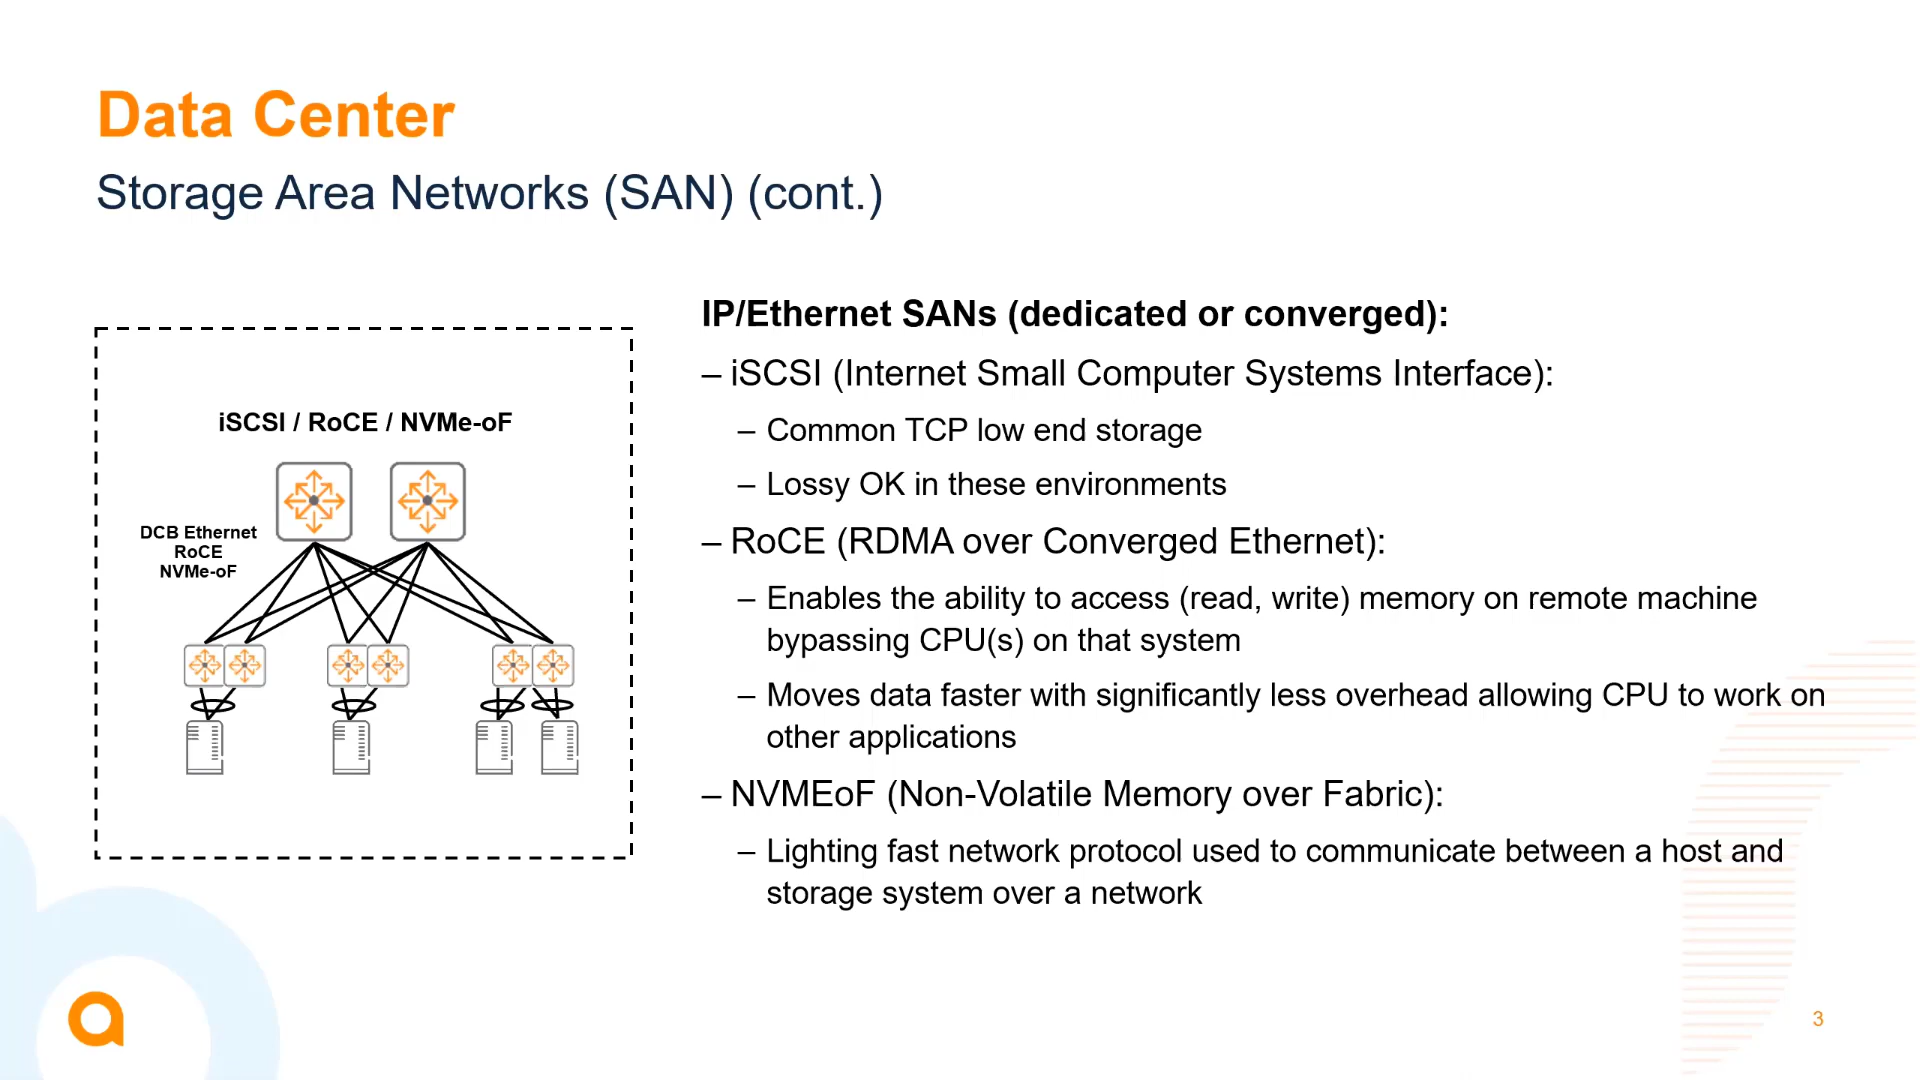 Data Center
Storage Area Networks (SAN) (cont.)
iSCSI / RoCE / NVMe-oF
DCB Ethernet
RoCE
NVMe-oF
IP/Ethernet SANs (dedicated or converged):
– iSCSI (Internet Small Computer Systems Interface):
– Common TCP low end storage
– Lossy OK in these environments
– RoCE (RDMA over Converged Ethernet):
– Enables the ability to access (read, write) memory on remote machine
bypassing CPU(s) on that system
– Moves data faster with significantly less overhead allowing CPU to work on
other applications
– NVMEoF (Non-Volatile Memory over Fabric):
– Lighting fast network protocol used to communicate between a host and
storage system over a network
3